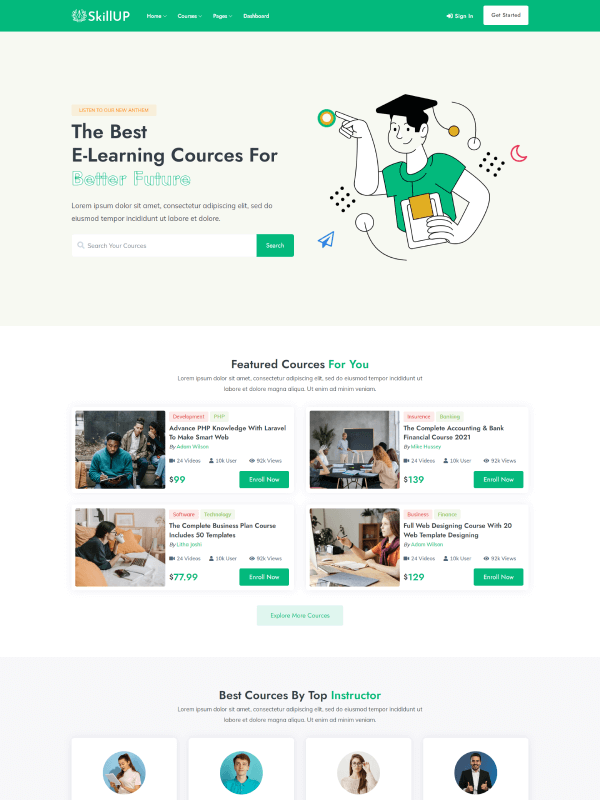 SkillUP
Home
Courses
Pages
Dashboard
Sign In
Get Started
LISTEN TO OUR NEW ANTHEM
The Best
E-Learning Cources For
Better Future
Lorem ipsum dolor sit amet, consectetur adipiscing elit, sed do
eiusmod tempor incididunt ut labore et dolore.
Search Your Cources
Search
Featured Cources For You
Lorem ipsum dolor sit amet, consectetur adipiscing elit, sed do eiusmod tempor incididunt ut
labore et dolore magna aliqua. Ut enim ad minim veniam.
Development PHP
Advance PHP Knowledge With Laravel
To Make Smart Web
By Adam Wilson
24 Videos 10k User 92k Views
$99
Enroll Now
Insurence Banking
The Complete Accounting & Bank
Financial Course 2021
By Mike Hussey
24 Videos 10k User 92k Views
$139
Enroll Now
Software Technology
The Complete Business Plan Course
Includes 50 Templates
By Litha Joshi
24 Videos 10k User 92k Views
$77.99
Enroll Now
Business Finance
Full Web Designing Course With 20
Web Template Designing
By Adam Wilson
24 Videos 10k User 92k Views
$129
Enroll Now
Explore More Cources
Best Cources By Top Instructor
Lorem ipsum dolor sit amet, consectetur adipiscing elit, sed do eiusmod tempor incididunt ut
labore et dolore magna aliqua. Ut enim ad minim veniam.